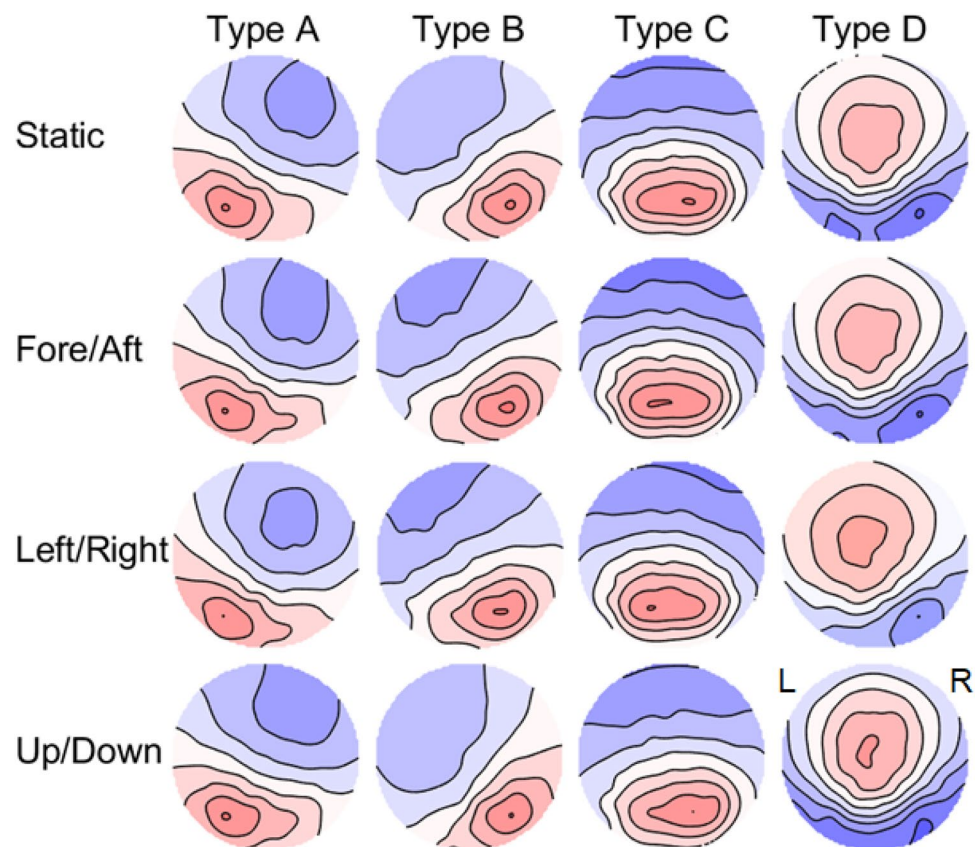 Type A Type B Type C Type D
Static
Fore/Aft
Left/Right
L R
Up/Down